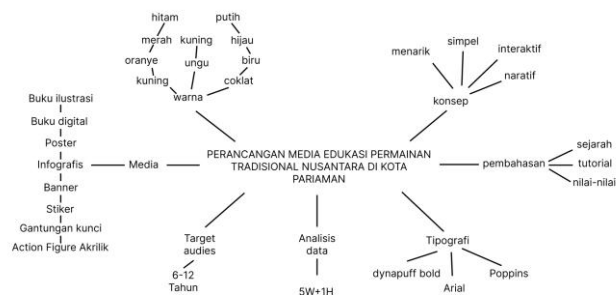 hitam
putih
merah
kuning
hijau
oranye
ungu
biru
kuning
coklat
warna
menarik
simpel
interaktif
naratif
konsep
Buku ilustrasi
Buku digital
Poster
Infografis
Banner
Stiker
Gantungan kunci
Action Figure Akrilik
Media
PERANCANGAN MEDIA EDUKASI PERMAINAN
TRADISIONAL NUSANTARA DI KOTA
PARIAMAN
pembahasan
sejarah
tutorial
nilai-nilai
Target
audies
6-12
Tahun
Analisis
data
5W+1H
Tipografi
dynapuff bold
Arial
Poppins